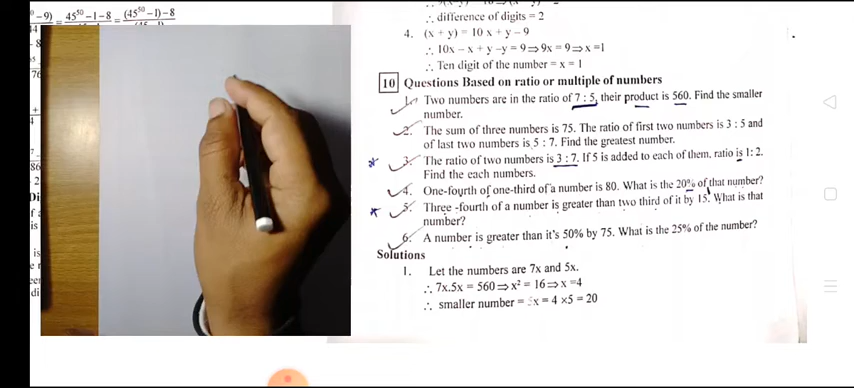 45⁵⁰ −1−8 = (45⁵⁰ −1)−8
∴ difference of digits = 2
4. (x + y) = 10 x + y − 9
∴ 10x − x + y −y = 9⇒9x = 9⇒x =1
∴ Ten digit of the number = x = 1
10 Questions Based on ratio or multiple of numbers
1. Two numbers are in the ratio of 7 : 5, their product is 560. Find the smaller
number.
2. The sum of three numbers is 75. The ratio of first two numbers is 3 : 5 and
of last two numbers is 5 : 7. Find the greatest number.
3. The ratio of two numbers is 3 : 7. If 5 is added to each of them, ratio is 1: 2.
Find the each numbers.
4. One-fourth of one-third of a number is 80. What is the 20% of that number?
5. Three -fourth of a number is greater than two third of it by 15. What is that
number?
6. A number is greater than it's 50% by 75. What is the 25% of the number?
Solutions
1. Let the numbers are 7x and 5x.
∴ 7x.5x = 560⇒x² = 16⇒x =4
∴ smaller number = 5x = 4 ×5 = 20